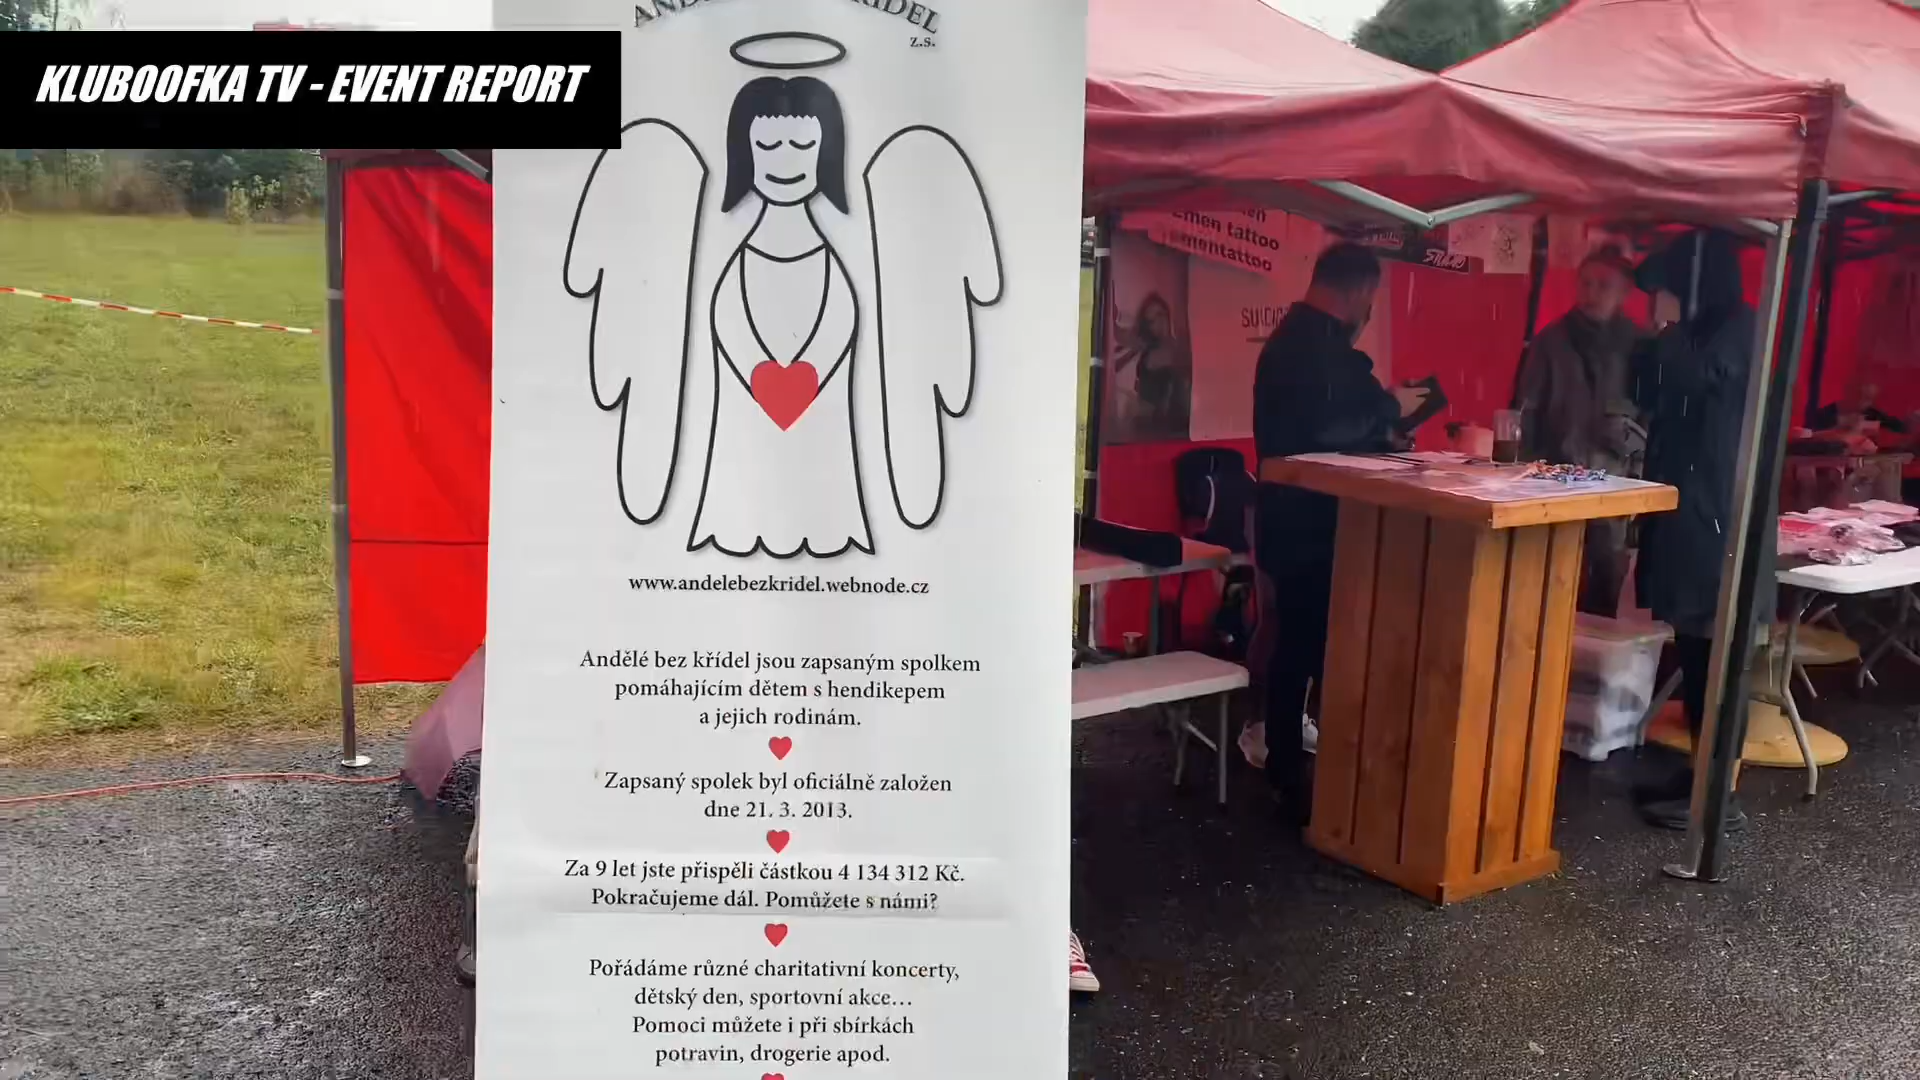 KLUBOOFKA TV - EVENT REPORT
z.s.
www.andelebezkridel.webnode.cz
Andělé bez křídel jsou zapsaným spolkem
pomáhajícím dětem s hendikepem
a jejich rodinám.
Zapsaný spolek byl oficiálně založen
dne 21. 3. 2013.
Za 9 let jste přispěli částkou 4 134 312 Kč.
Pokračujeme dál. Pomůžete s námi?
Pořádáme různé charitativní koncerty,
dětský den, sportovní akce...
Pomoci můžete i při sbírkách
potravin, drogerie apod.
tattoo